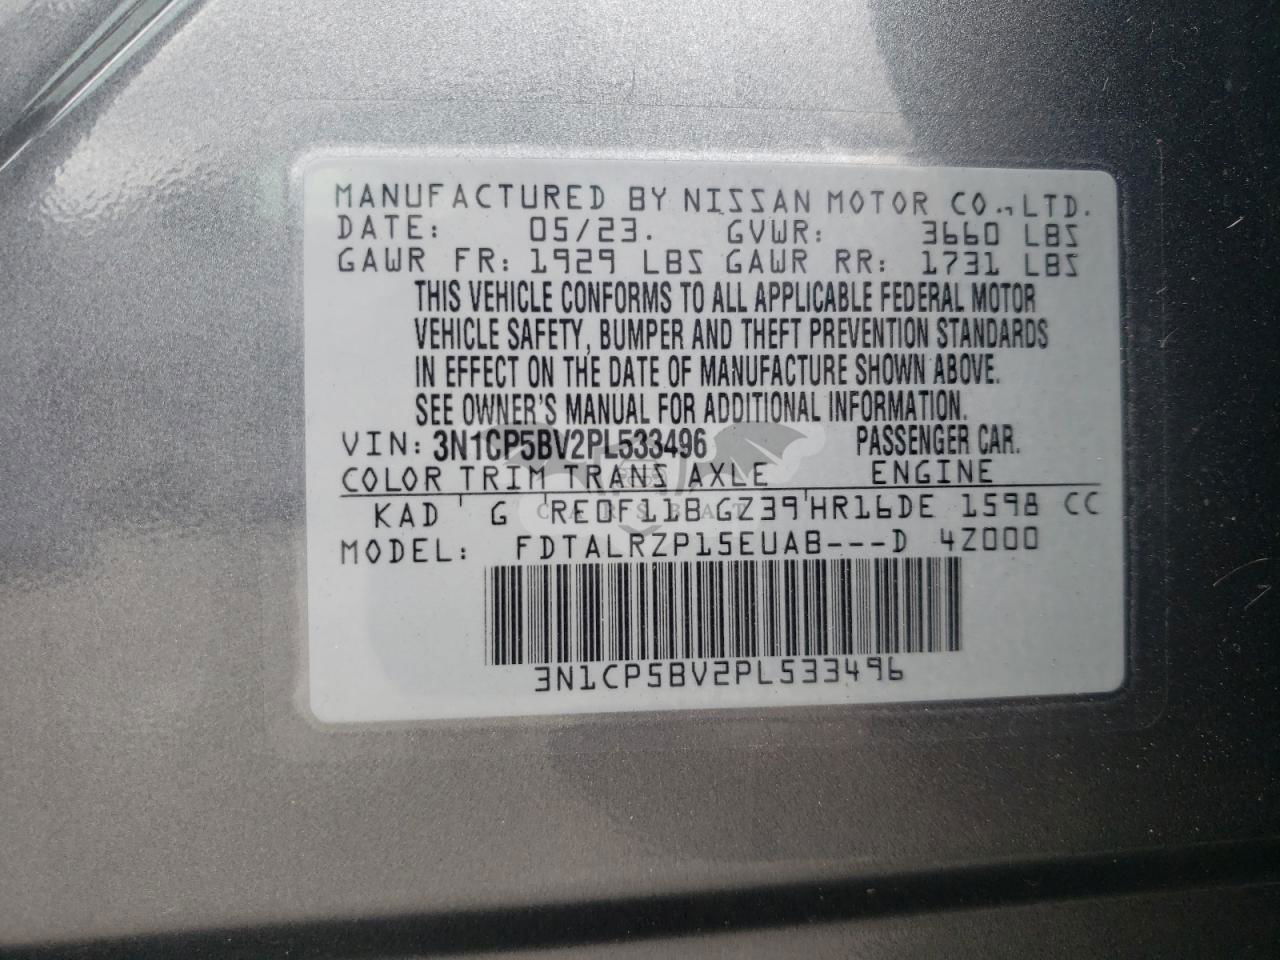 MANUFACTURED BY NISSAN MOTOR CO., LTD.
DATE: 05/23. GVWR: 3660 LBS
GAWR FR: 1929 LBS GAWR RR: 1731 LBS
THIS VEHICLE CONFORMS TO ALL APPLICABLE FEDERAL MOTOR
VEHICLE SAFETY, BUMPER AND THEFT PREVENTION STANDARDS
IN EFFECT ON THE DATE OF MANUFACTURE SHOWN ABOVE.
SEE OWNER'S MANUAL FOR ADDITIONAL INFORMATION.
VIN: 3N1CP5BV2PL533496 PASSENGER CAR.
COLOR TRIM TRANS AXLE ENGINE
KAD ' G 'RE0F11B GZ39'HR16DE 1598 CC
CARSBAT
MODEL: FDTALRZP15EUAB---D 4Z000
3N1CP5BV2PL533496